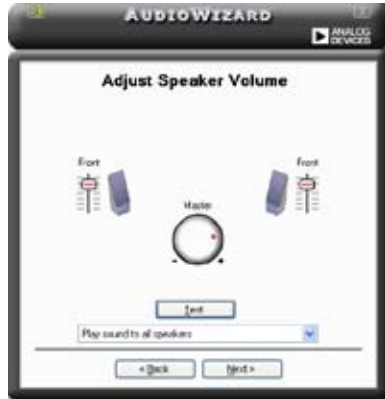 AUDIOWIZARD
ANALOG
DEVICES
Adjust Speaker Volume
Front
Front
Master
- +
Test
Play sound to all speakers
< Back
Next >